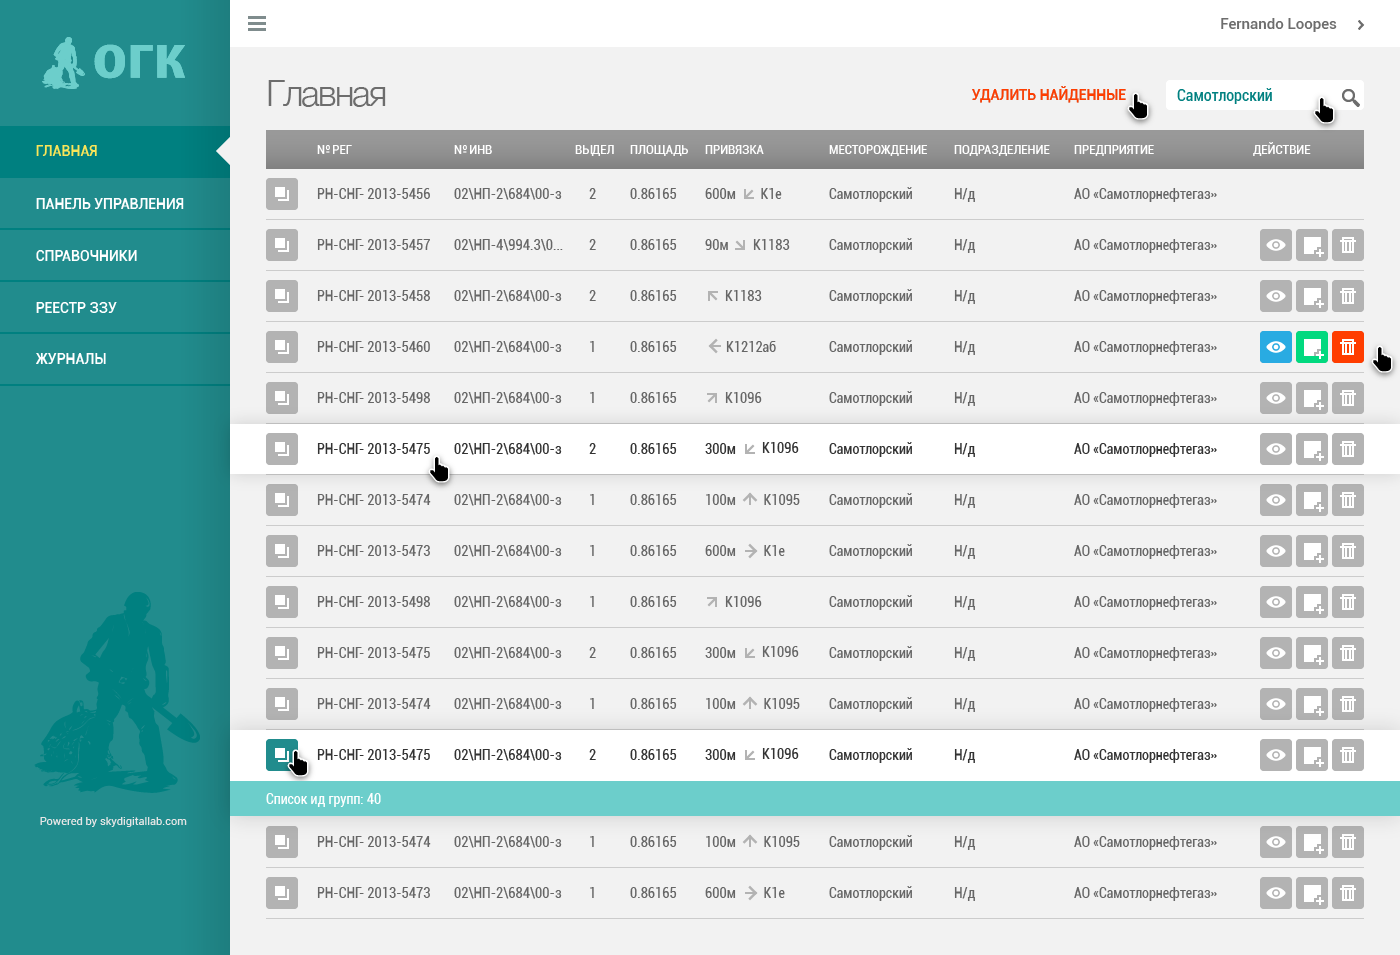 ОГК
Fernando Loopes
Главная
УДАЛИТЬ НАЙДЕННЫЕ
Самотлорский
ГЛАВНАЯ
ПАНЕЛЬ УПРАВЛЕНИЯ
СПРАВОЧНИКИ
РЕЕСТР ЗЗУ
ЖУРНАЛЫ
Powered by skydigitallab.com
№ РЕГ № ИНВ ВЫДЕЛ ПЛОЩАДЬ ПРИВЯЗКА МЕСТОРОЖДЕНИЕ ПОДРАЗДЕЛЕНИЕ ПРЕДПРИЯТИЕ ДЕЙСТВИЕ
РН-СНГ- 2013-5456 02\НП-2\684\00-з 2 0.86165 600м К1е Самотлорский Н/д АО «Самотлорнефтегаз»
РН-СНГ- 2013-5457 02\НП-4\994.3\0... 2 0.86165 90м К1183 Самотлорский Н/д АО «Самотлорнефтегаз»
РН-СНГ- 2013-5458 02\НП-2\684\00-з 2 0.86165 К1183 Самотлорский Н/д АО «Самотлорнефтегаз»
РН-СНГ- 2013-5460 02\НП-2\684\00-з 1 0.86165 К1212аб Самотлорский Н/д АО «Самотлорнефтегаз»
РН-СНГ- 2013-5498 02\НП-2\684\00-з 1 0.86165 К1096 Самотлорский Н/д АО «Самотлорнефтегаз»
РН-СНГ- 2013-5475 02\НП-2\684\00-з 2 0.86165 300м К1096 Самотлорский Н/д АО «Самотлорнефтегаз»
РН-СНГ- 2013-5474 02\НП-2\684\00-з 1 0.86165 100м К1095 Самотлорский Н/д АО «Самотлорнефтегаз»
РН-СНГ- 2013-5473 02\НП-2\684\00-з 1 0.86165 600м К1е Самотлорский Н/д АО «Самотлорнефтегаз»
РН-СНГ- 2013-5498 02\НП-2\684\00-з 1 0.86165 К1096 Самотлорский Н/д АО «Самотлорнефтегаз»
РН-СНГ- 2013-5475 02\НП-2\684\00-з 2 0.86165 300м К1096 Самотлорский Н/д АО «Самотлорнефтегаз»
РН-СНГ- 2013-5474 02\НП-2\684\00-з 1 0.86165 100м К1095 Самотлорский Н/д АО «Самотлорнефтегаз»
РН-СНГ- 2013-5475 02\НП-2\684\00-з 2 0.86165 300м К1096 Самотлорский Н/д АО «Самотлорнефтегаз»
Список ид групп: 40
РН-СНГ- 2013-5474 02\НП-2\684\00-з 1 0.86165 100м К1095 Самотлорский Н/д АО «Самотлорнефтегаз»
РН-СНГ- 2013-5473 02\НП-2\684\00-з 1 0.86165 600м К1е Самотлорский Н/д АО «Самотлорнефтегаз»